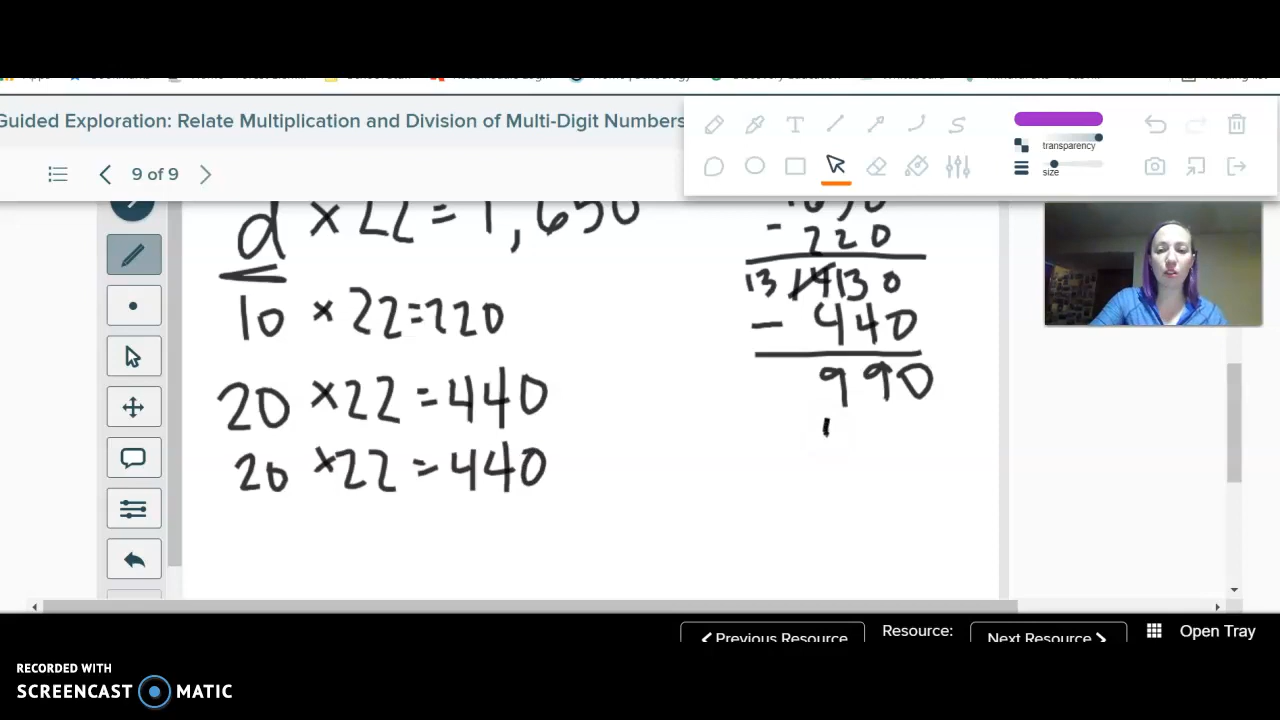 Guided Exploration: Relate Multiplication and Division of Multi-Digit Numbers
9 of 9
transparency
size
d × 22 = 1,650
10 × 22 = 220
20 × 22 = 440
20 × 22 = 440
- 220
13 14 13 0
- 440
990
Previous Resource
Resource:
Next Resource
Open Tray
RECORDED WITH
SCREENCAST MATIC